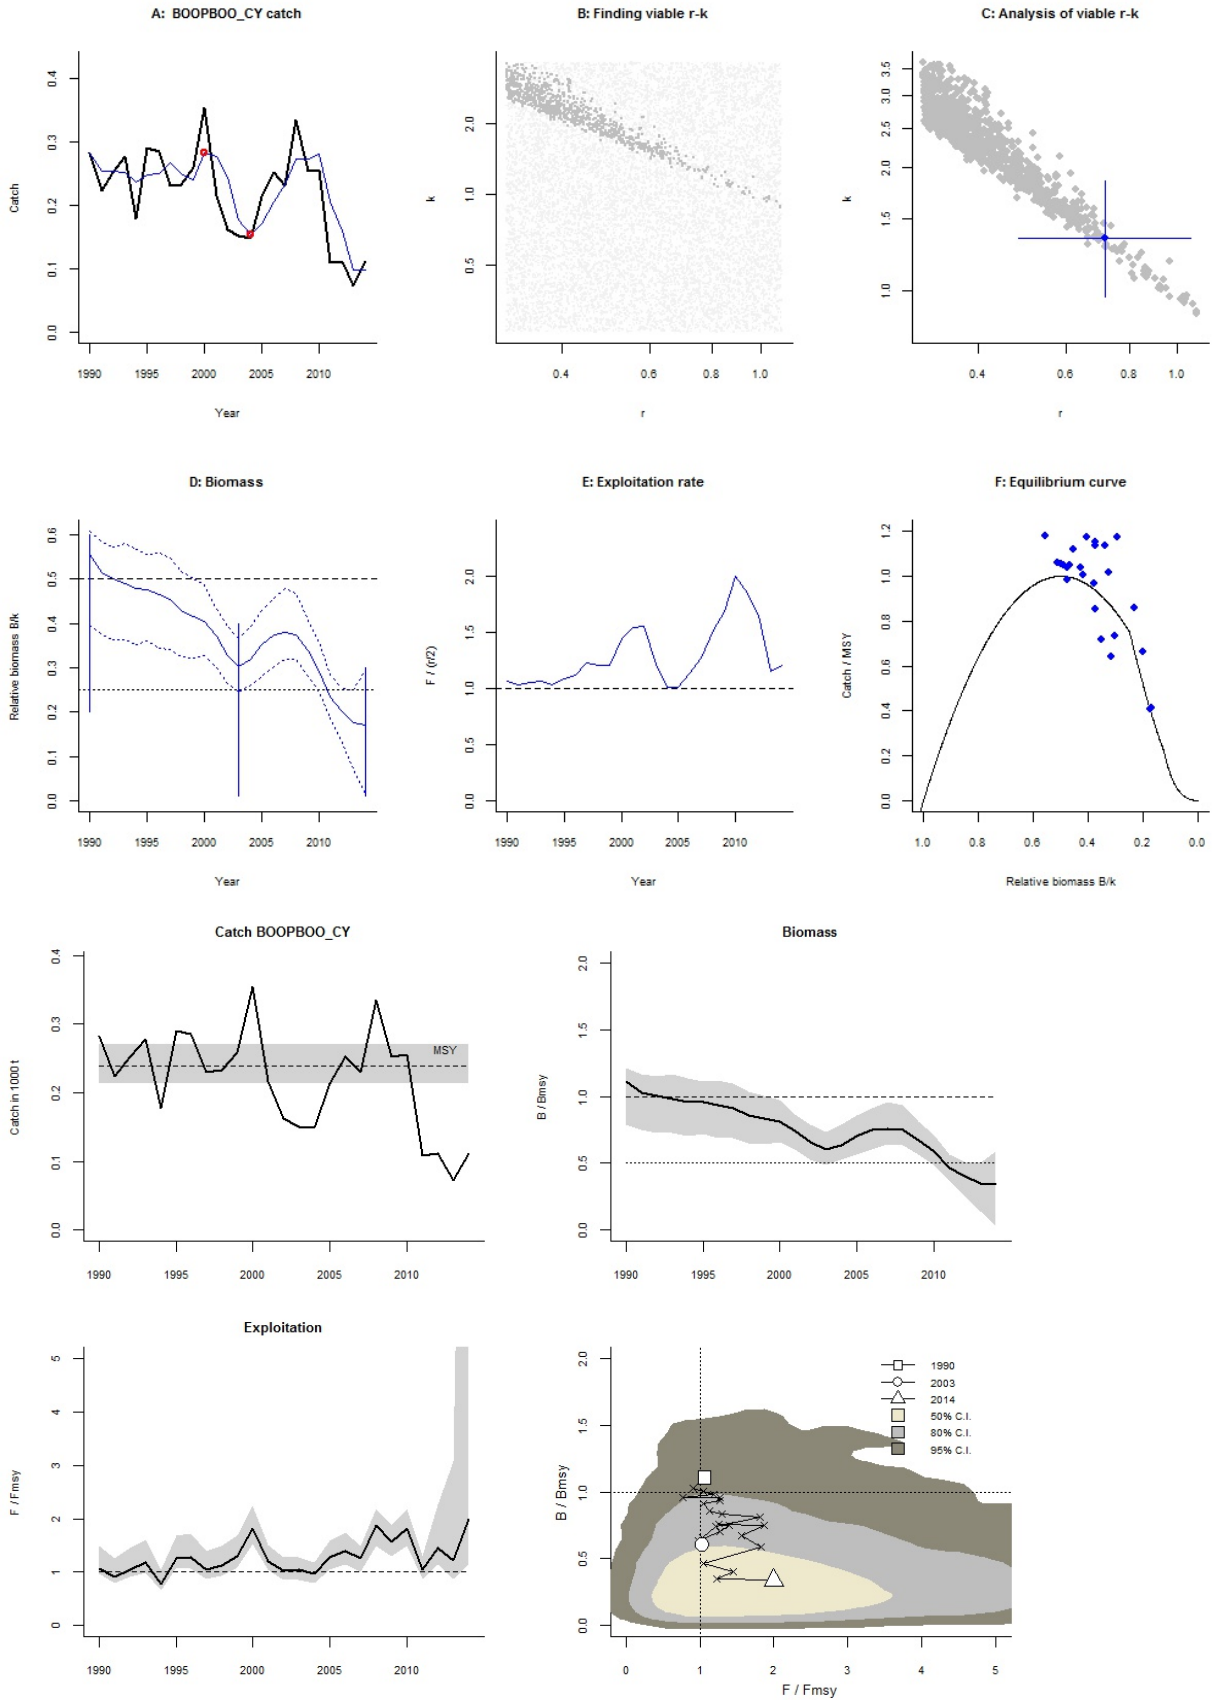 A: BOOPBOO_CY catch
B: Finding viable r-k
C: Analysis of viable r-k
Catch
0.0 0.1 0.2 0.3 0.4
1990 1995 2000 2005 2010
Year
k
0.5 1.0 2.0
0.4 0.6 0.8 1.0
r
k
1.0 1.5 2.0 2.5 3.0 3.5
0.4 0.6 0.8 1.0
r
D: Biomass
E: Exploitation rate
F: Equilibrium curve
Relative biomass B/k
0.0 0.1 0.2 0.3 0.4 0.5 0.6
1990 1995 2000 2005 2010
Year
F / (r/2)
0.0 0.5 1.0 1.5 2.0
1990 1995 2000 2005 2010
Year
Catch / MSY
0.0 0.2 0.4 0.6 0.8 1.0 1.2
1.0 0.8 0.6 0.4 0.2 0.0
Relative biomass B/k
Catch BOOPBOO_CY
Biomass
Catch in 1000 t
0.0 0.1 0.2 0.3 0.4
MSY
1990 1995 2000 2005 2010
B / Bmsy
0.0 0.5 1.0 1.5 2.0
1990 1995 2000 2005 2010
Exploitation
F / Fmsy
0 1 2 3 4 5
1990 1995 2000 2005 2010
B / Bmsy
0.0 0.5 1.0 1.5 2.0
1990
2003
2014
50% C.I.
80% C.I.
95% C.I.
0 1 2 3 4 5
F / Fmsy